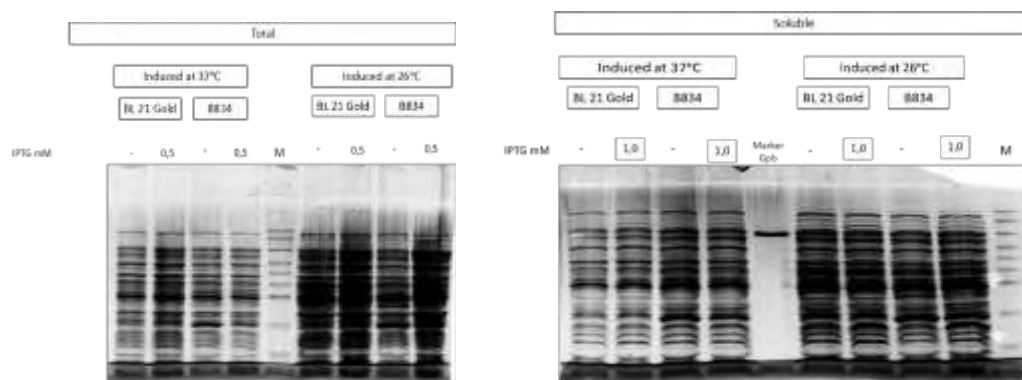 Total
Induced at 37°C
Induced at 26°C
BL 21 Gold
B834
BL 21 Gold
B834
IPTG mM - 0,5 - 0,5 M - 0,5 - 0,5
Soluble
Induced at 37°C
Induced at 26°C
BL 21 Gold
B834
BL 21 Gold
B834
IPTG mM - 1,0 - 1,0 Marker Gpb - 1,0 - 1,0 M